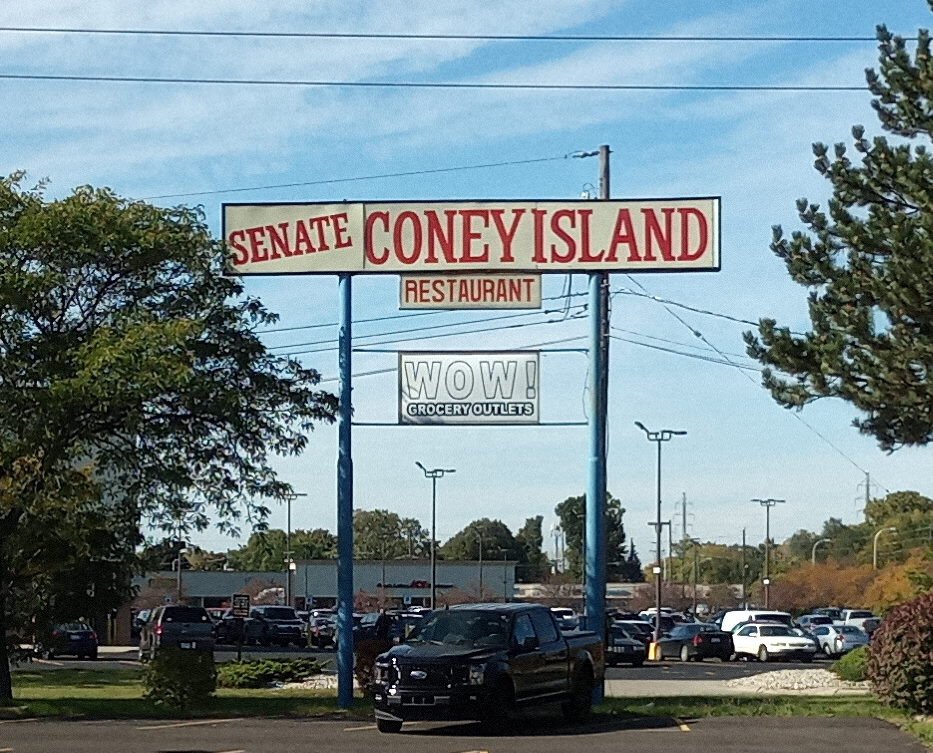 SENATE CONEY ISLAND
RESTAURANT
WOW!
GROCERY OUTLETS